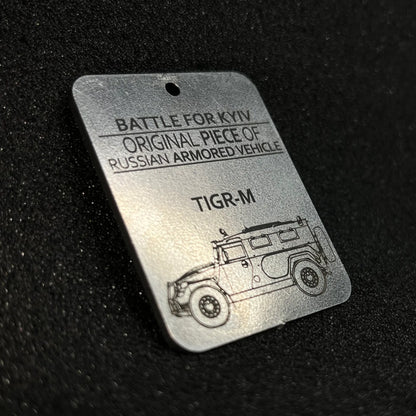 BATTLE FOR KYIV
ORIGINAL PIECE OF
RUSSIAN ARMORED VEHICLE
TIGR-M